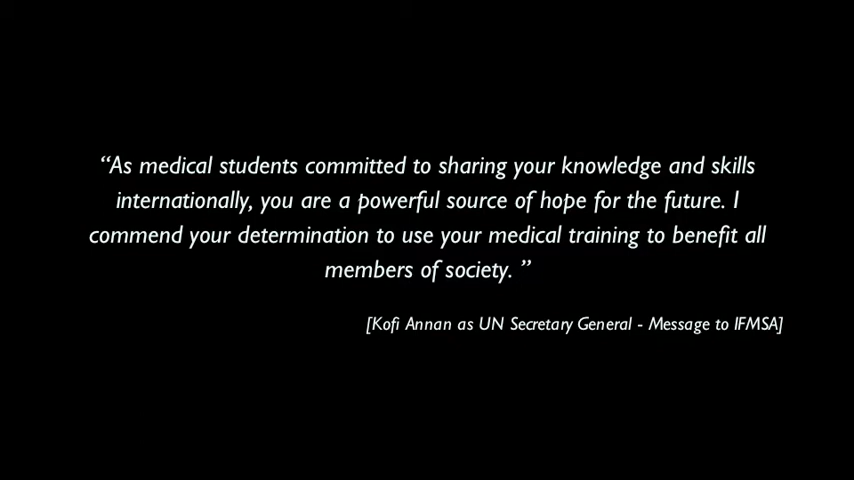 “As medical students committed to sharing your knowledge and skills
internationally, you are a powerful source of hope for the future. I
commend your determination to use your medical training to benefit all
members of society. ”
[Kofi Annan as UN Secretary General - Message to IFMSA]